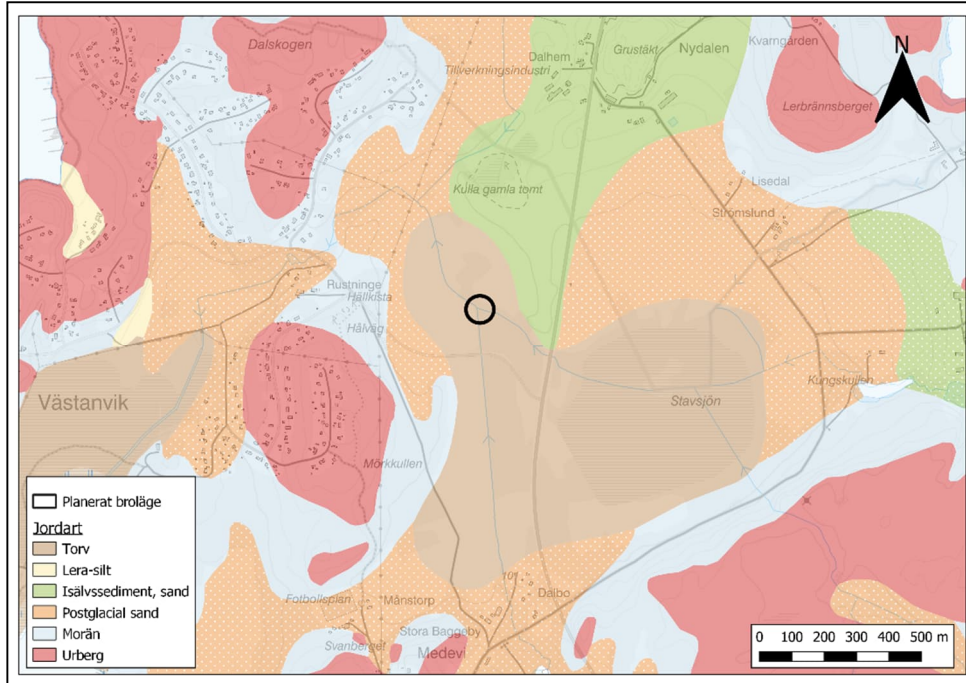 Dalskogen
Dalhem
Grustäkt
Nydalen
Kvarngården
N
Tillverkningsindustri
Lerbrännsberget
Kulla gamla tomt
Lisedal
Strömslund
Rustninge
Hällkista
Hålväg
Västanvik
Stavsjön
Kungskullen
Mörkkullen
Planerat broläge
Jordart
Torv
Lera-silt
Isälvssediment, sand
Postglacial sand
Morän
Urberg
Fotbollsplan
Månstorp
Dalbo
Stora Baggeby
Svanberget
Medevi
0 100 200 300 400 500 m